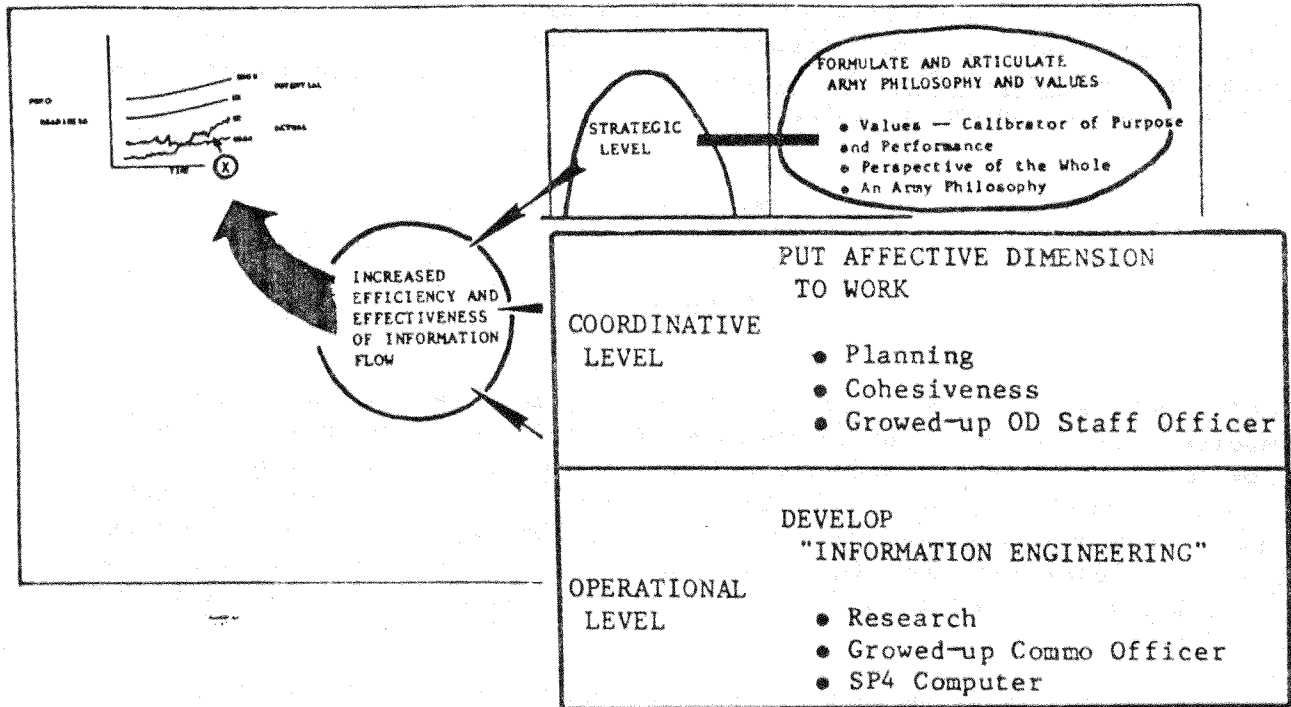 READINESS
POTENTIAL
ACTUAL
TIME
X
STRATEGIC
LEVEL
FORMULATE AND ARTICULATE
ARMY PHILOSOPHY AND VALUES
• Values — Calibrator of Purpose
and Performance
• Perspective of the Whole
• An Army Philosophy
INCREASED
EFFICIENCY AND
EFFECTIVENESS
OF INFORMATION
FLOW
COORDINATIVE
LEVEL
PUT AFFECTIVE DIMENSION
TO WORK
• Planning
• Cohesiveness
• Growed-up OD Staff Officer
OPERATIONAL
LEVEL
DEVELOP
"INFORMATION ENGINEERING"
• Research
• Growed-up Commo Officer
• SP4 Computer